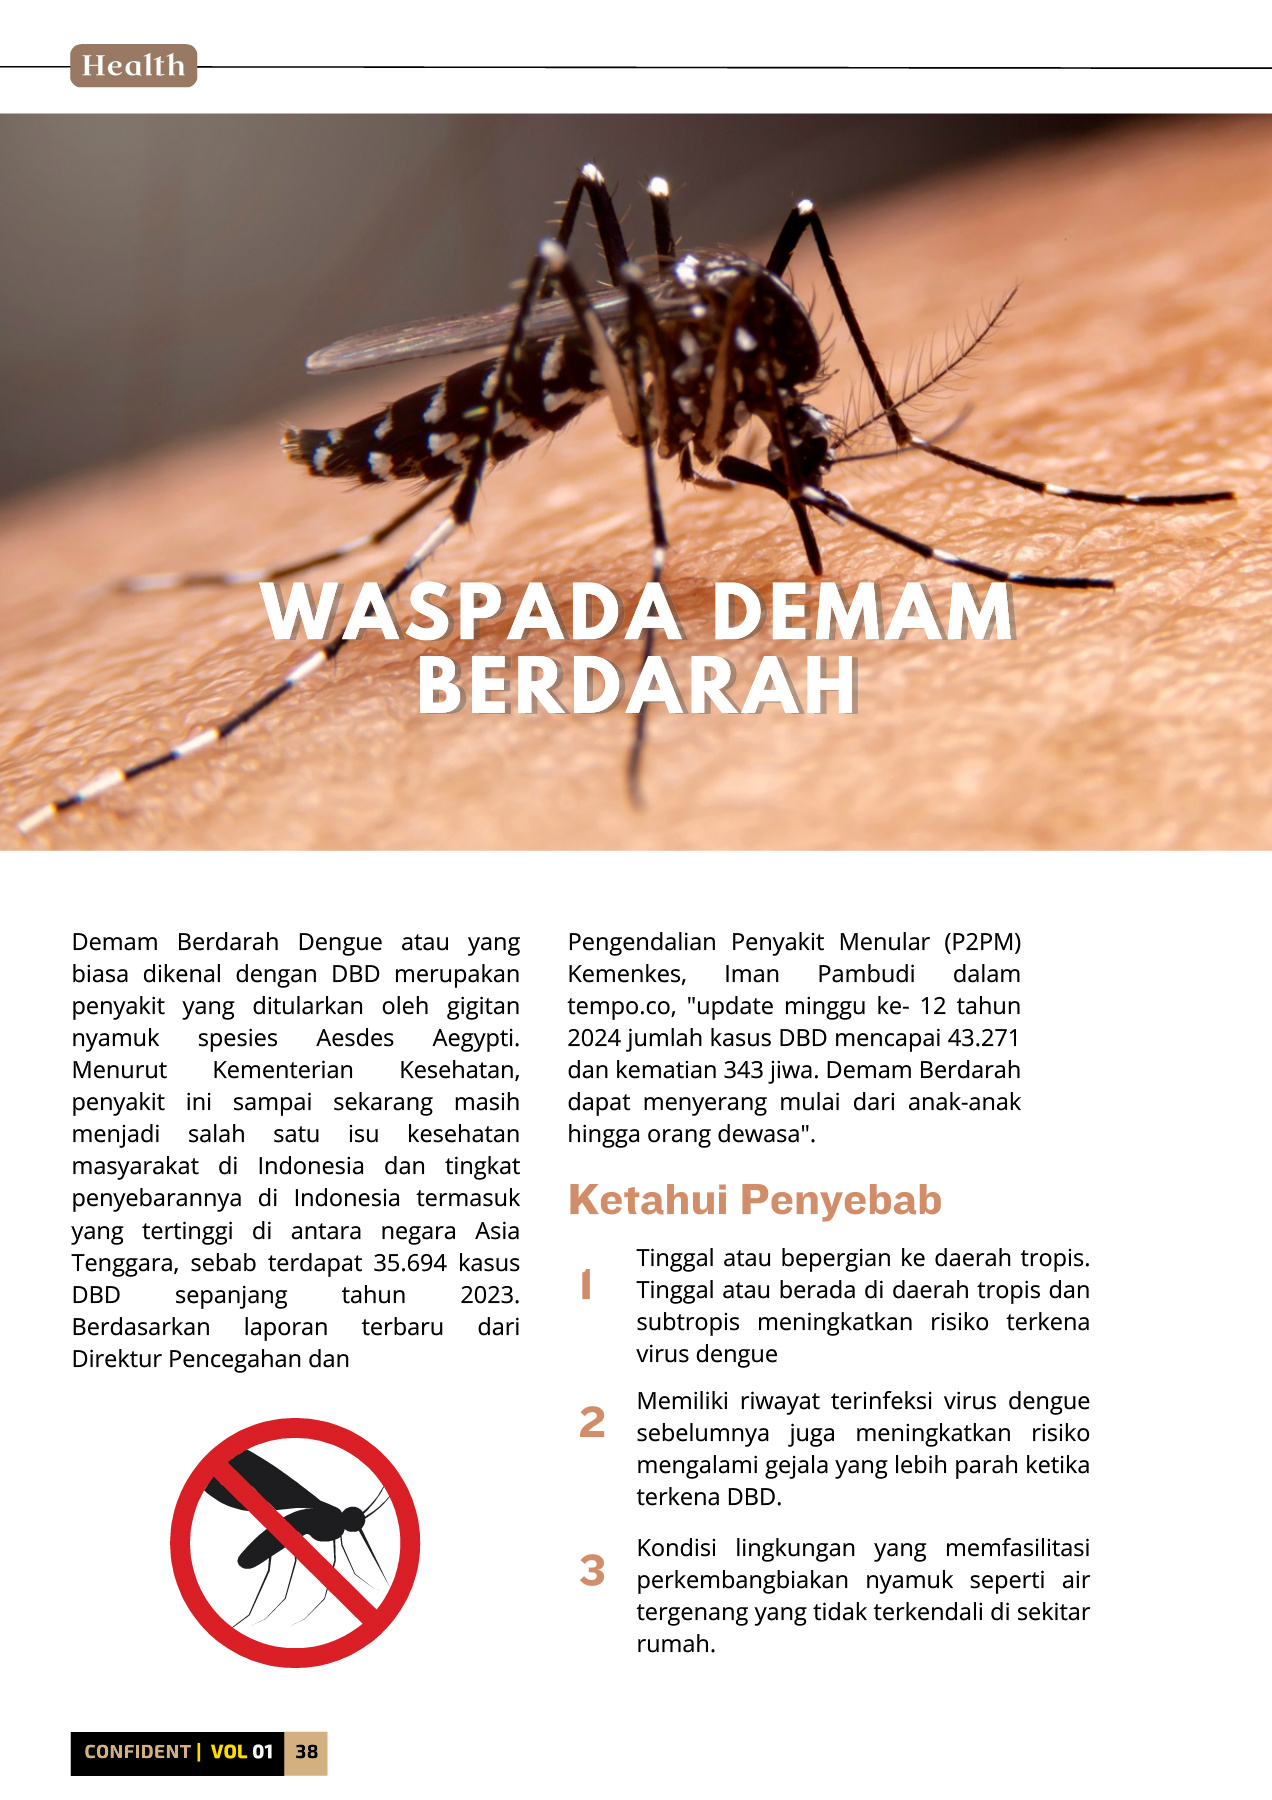 Health
WASPADA DEMAM
BERDARAH
Demam Berdarah Dengue atau yang
biasa dikenal dengan DBD merupakan
penyakit yang ditularkan oleh gigitan
nyamuk spesies Aesdes Aegypti.
Menurut Kementerian Kesehatan,
penyakit ini sampai sekarang masih
menjadi salah satu isu kesehatan
masyarakat di Indonesia dan tingkat
penyebarannya di Indonesia termasuk
yang tertinggi di antara negara Asia
Tenggara, sebab terdapat 35.694 kasus
DBD sepanjang tahun 2023.
Berdasarkan laporan terbaru dari
Direktur Pencegahan dan
Pengendalian Penyakit Menular (P2PM)
Kemenkes, Iman Pambudi dalam
tempo.co, "update minggu ke- 12 tahun
2024 jumlah kasus DBD mencapai 43.271
dan kematian 343 jiwa. Demam Berdarah
dapat menyerang mulai dari anak-anak
hingga orang dewasa".
Ketahui Penyebab
1
Tinggal atau bepergian ke daerah tropis.
Tinggal atau berada di daerah tropis dan
subtropis meningkatkan risiko terkena
virus dengue
2
Memiliki riwayat terinfeksi virus dengue
sebelumnya juga meningkatkan risiko
mengalami gejala yang lebih parah ketika
terkena DBD.
3
Kondisi lingkungan yang memfasilitasi
perkembangbiakan nyamuk seperti air
tergenang yang tidak terkendali di sekitar
rumah.
CONFIDENT | VOL 01 38